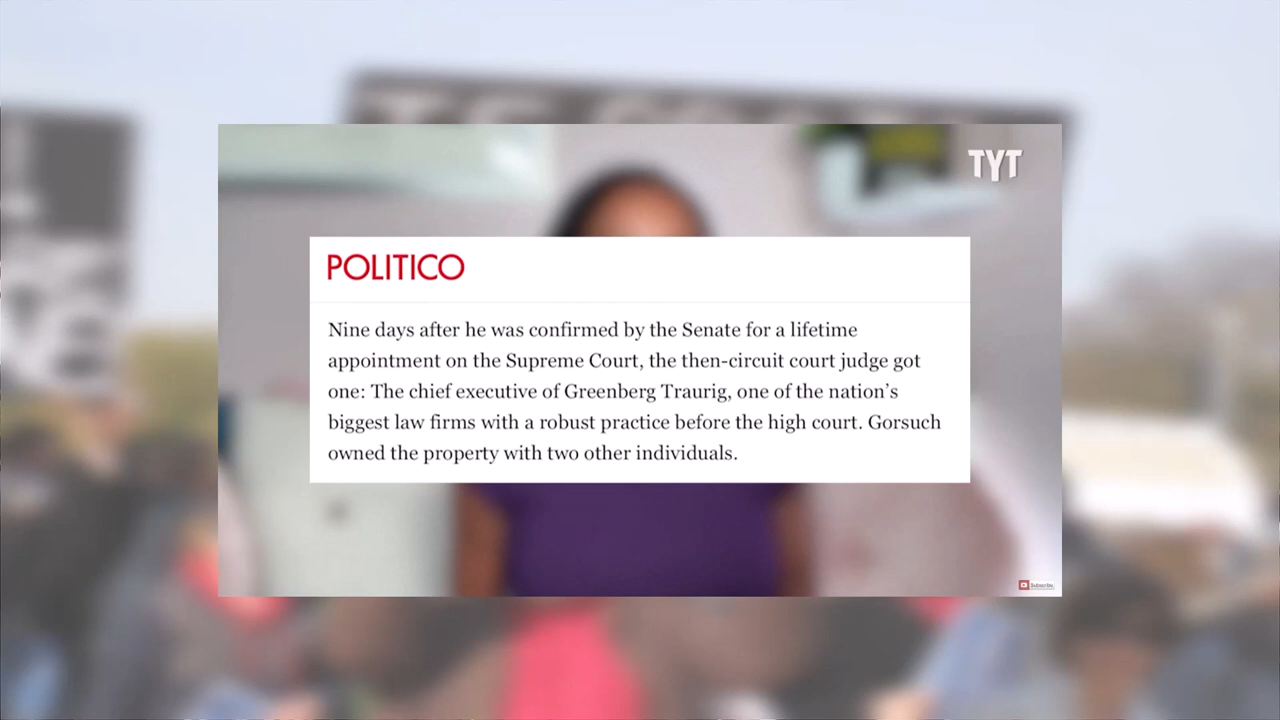 TYT
POLITICO
Nine days after he was confirmed by the Senate for a lifetime
appointment on the Supreme Court, the then-circuit court judge got
one: The chief executive of Greenberg Traurig, one of the nation’s
biggest law firms with a robust practice before the high court. Gorsuch
owned the property with two other individuals.
Subscribe